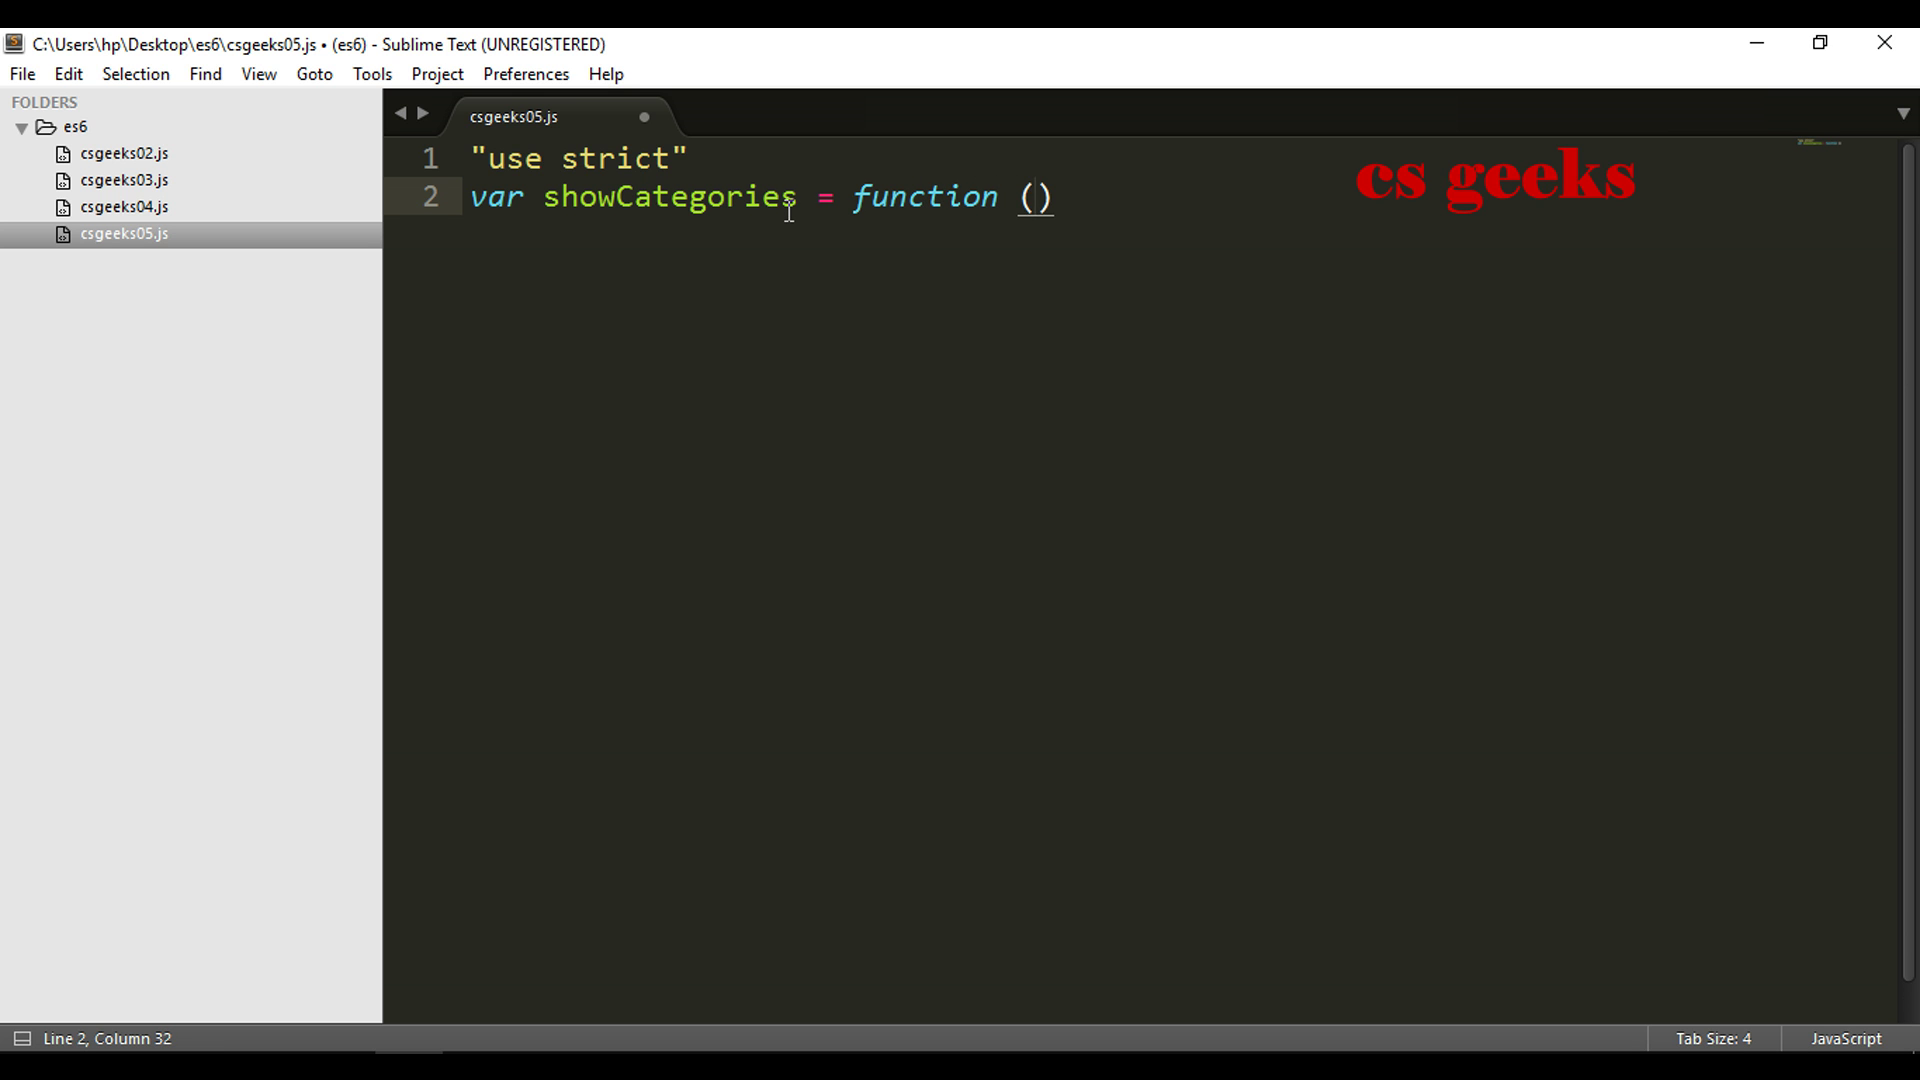 C:\Users\hp\Desktop\es6\csgeeks05.js • (es6) - Sublime Text (UNREGISTERED)
File Edit Selection Find View Goto Tools Project Preferences Help
FOLDERS
es6
csgeeks02.js
csgeeks03.js
csgeeks04.js
csgeeks05.js
csgeeks05.js
1 "use strict"
2 var showCategories = function ()
cs geeks
Line 2, Column 32
Tab Size: 4
JavaScript